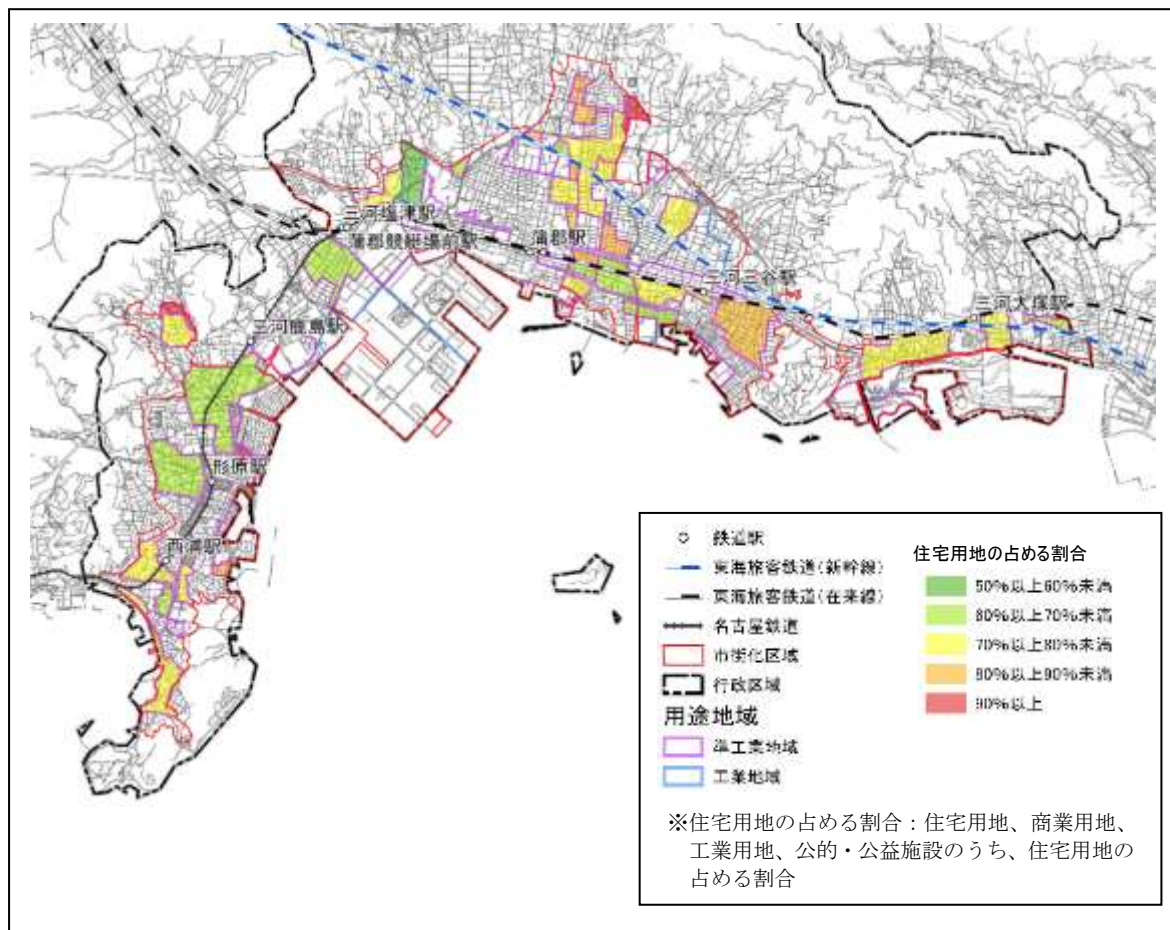 三河塩津駅
蒲郡競艇場前駅
蒲郡駅
三河三谷駅
三河大塚駅
三河鹿島駅
形原駅
西浦駅
鉄道駅
東海旅客鉄道(新幹線)
東海旅客鉄道(在来線)
名古屋鉄道
市街化区域
行政区域
用途地域
準工業地域
工業地域
住宅用地の占める割合
50%以上60%未満
60%以上70%未満
70%以上80%未満
80%以上90%未満
90%以上
※住宅用地の占める割合：住宅用地、商業用地、
工業用地、公的・公益施設のうち、住宅用地の
占める割合